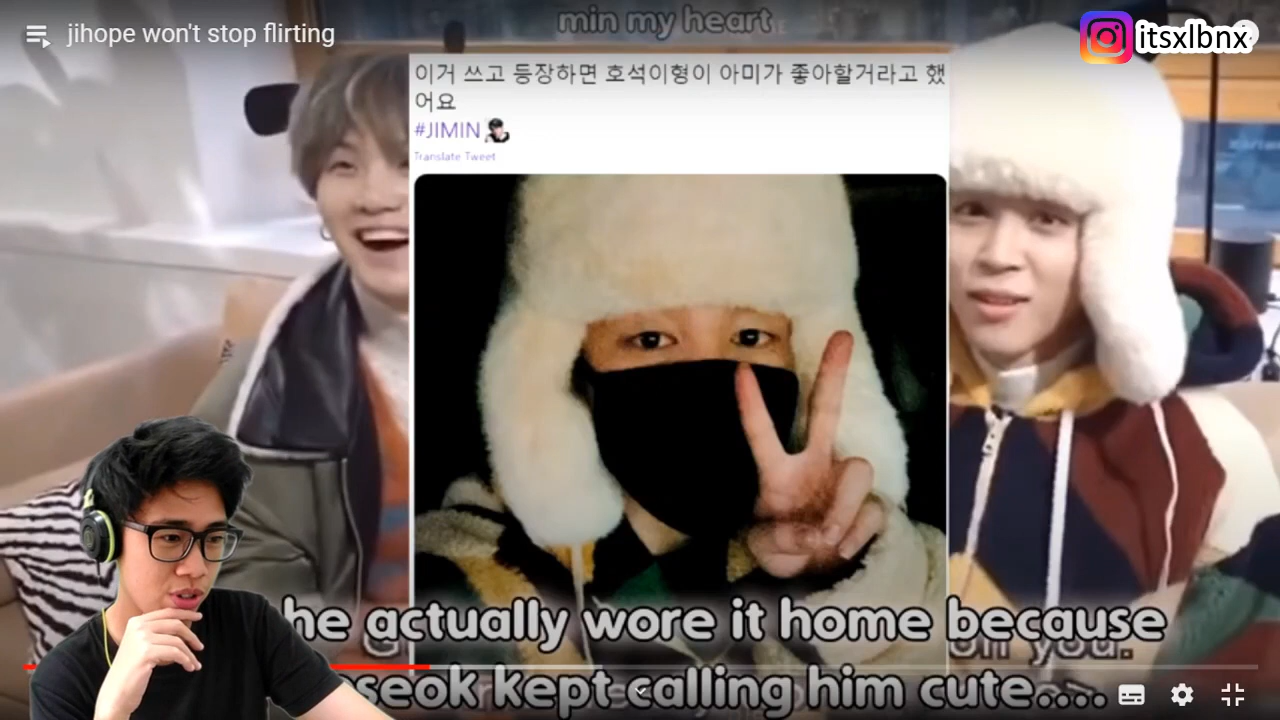 min my heart
jihope won't stop flirting
itsxlbnx
이거 쓰고 등장하면 호석이형이 아미가 좋아할거라고 했
어요
#JIMIN
Translate Tweet
he actually wore it home because
on you.
seok kept calling him cute....